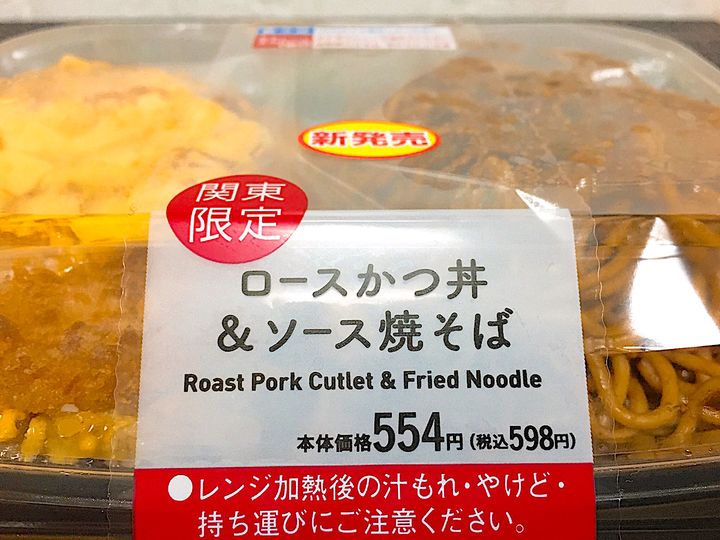 新発売
関東
限定
ロースかつ丼
&ソース焼そば
Roast Pork Cutlet & Fried Noodle
本体価格554円(税込598円)
●レンジ加熱後の汁もれ・やけど・
持ち運びにご注意ください。